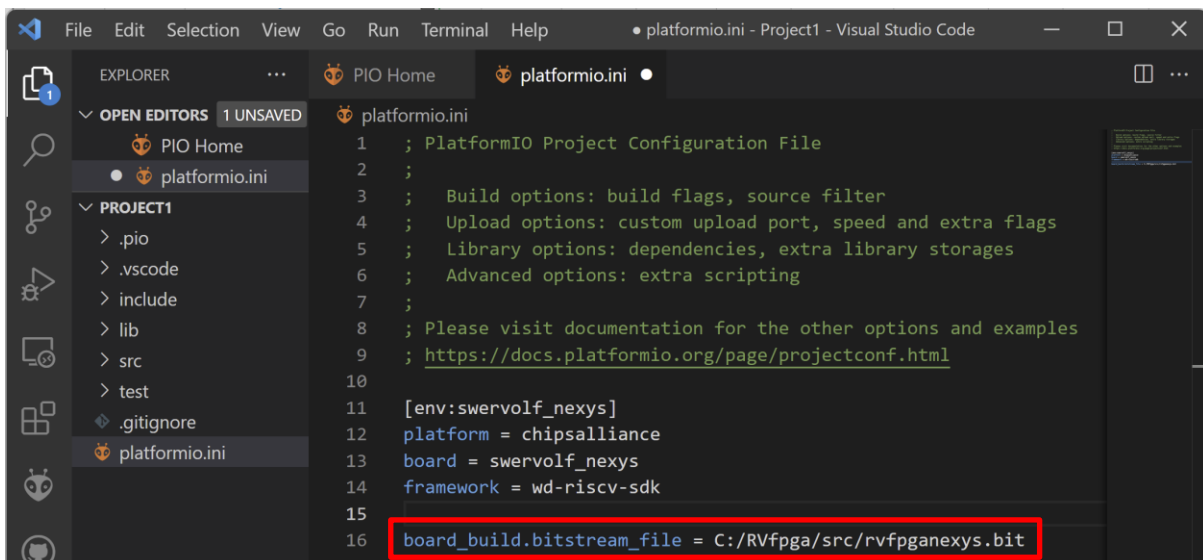 File Edit Selection View Go Run Terminal Help ● platformio.ini - Project1 - Visual Studio Code
EXPLORER
PIO Home platformio.ini ●
1
OPEN EDITORS 1 UNSAVED
platformio.ini
PIO Home
● platformio.ini
PROJECT1
.pio
.vscode
include
lib
src
test
.gitignore
platformio.ini
1 ; PlatformIO Project Configuration File
2 ;
3 ;   Build options: build flags, source filter
4 ;   Upload options: custom upload port, speed and extra flags
5 ;   Library options: dependencies, extra library storages
6 ;   Advanced options: extra scripting
7 ;
8 ; Please visit documentation for the other options and examples
9 ; https://docs.platformio.org/page/projectconf.html
10
11 [env:swervolf_nexys]
12 platform = chipsalliance
13 board = swervolf_nexys
14 framework = wd-riscv-sdk
15
16 board_build.bitstream_file = C:/RVfpga/src/rvfpganexys.bit